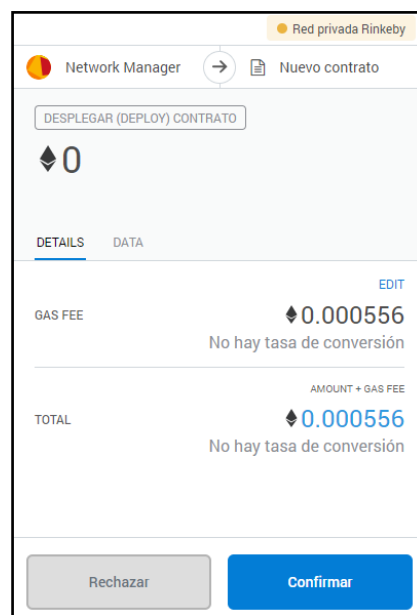 Red privada Rinkeby
Network Manager Nuevo contrato
DESPLEGAR (DEPLOY) CONTRATO
0
DETAILS DATA
EDIT
GAS FEE 0.000556
No hay tasa de conversión
AMOUNT + GAS FEE
TOTAL 0.000556
No hay tasa de conversión
Rechazar Confirmar